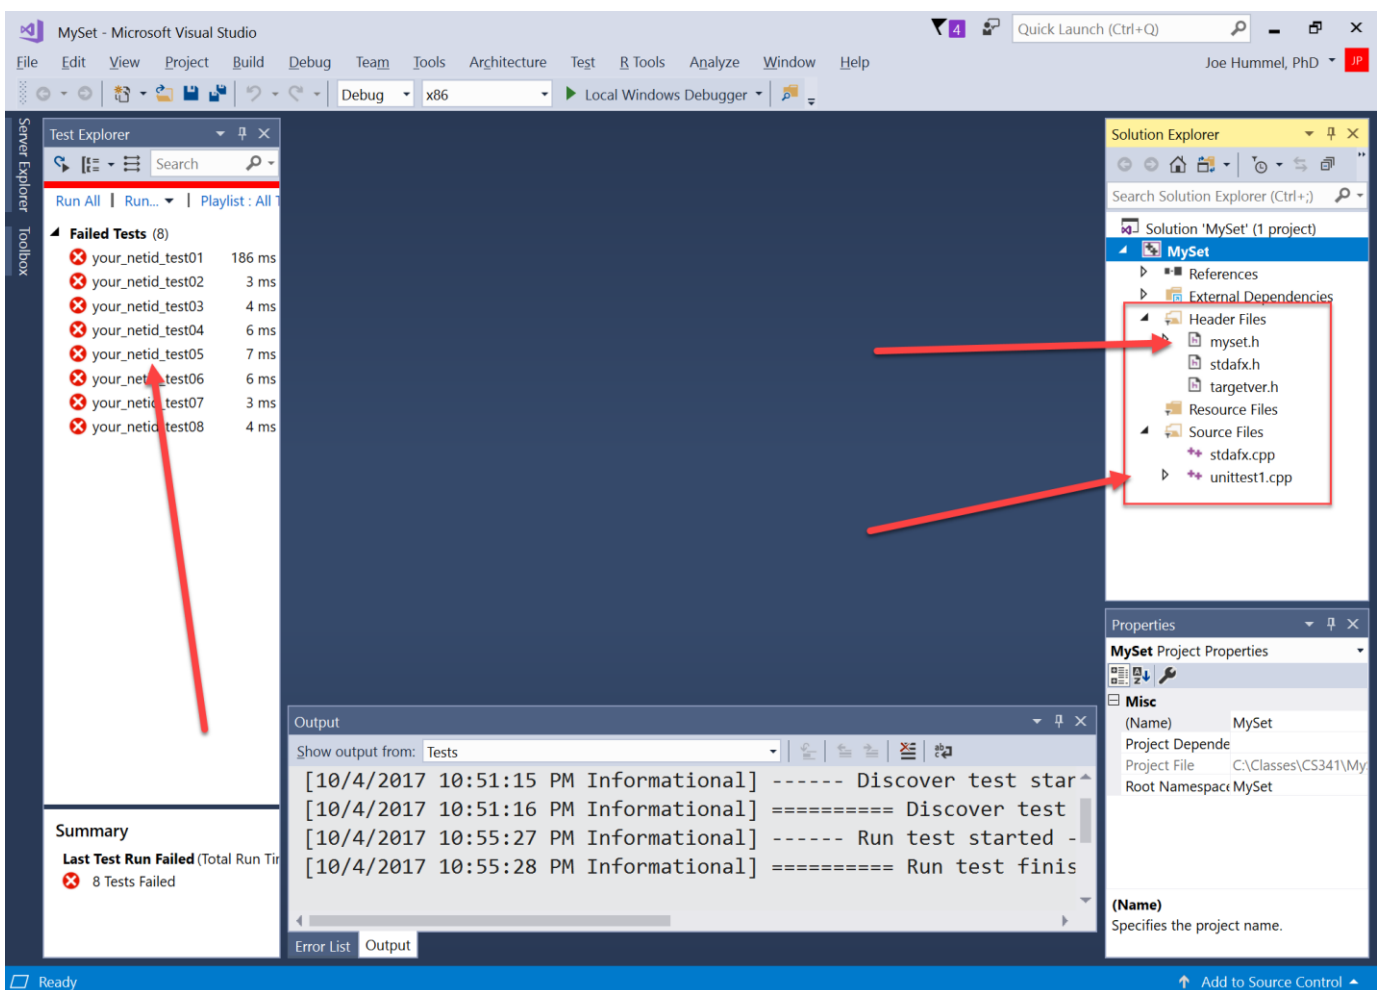 MySet - Microsoft Visual Studio
4
Quick Launch (Ctrl+Q)
File Edit View Project Build Debug Team Tools Architecture Test R Tools Analyze Window Help
Joe Hummel, PhD JP
Debug x86 Local Windows Debugger
Server Explorer
Toolbox
Test Explorer
Search
Run All | Run... | Playlist : All T
Failed Tests (8)
your_netid_test01 186 ms
your_netid_test02 3 ms
your_netid_test03 4 ms
your_netid_test04 6 ms
your_netid_test05 7 ms
your_netid_test06 6 ms
your_netid_test07 3 ms
your_netid_test08 4 ms
Summary
Last Test Run Failed (Total Run Tir
8 Tests Failed
Output
Show output from: Tests
[10/4/2017 10:51:15 PM Informational] ------ Discover test star
[10/4/2017 10:51:16 PM Informational] ========== Discover test
[10/4/2017 10:55:27 PM Informational] ------ Run test started -
[10/4/2017 10:55:28 PM Informational] ========== Run test finis
Error List Output
Solution Explorer
Search Solution Explorer (Ctrl+;)
Solution 'MySet' (1 project)
MySet
References
External Dependencies
Header Files
myset.h
stdafx.h
targetver.h
Resource Files
Source Files
stdafx.cpp
unittest1.cpp
Properties
MySet Project Properties
Misc
(Name) MySet
Project Depende
Project File C:\Classes\CS341\My
Root Namespace MySet
(Name)
Specifies the project name.
Ready
Add to Source Control